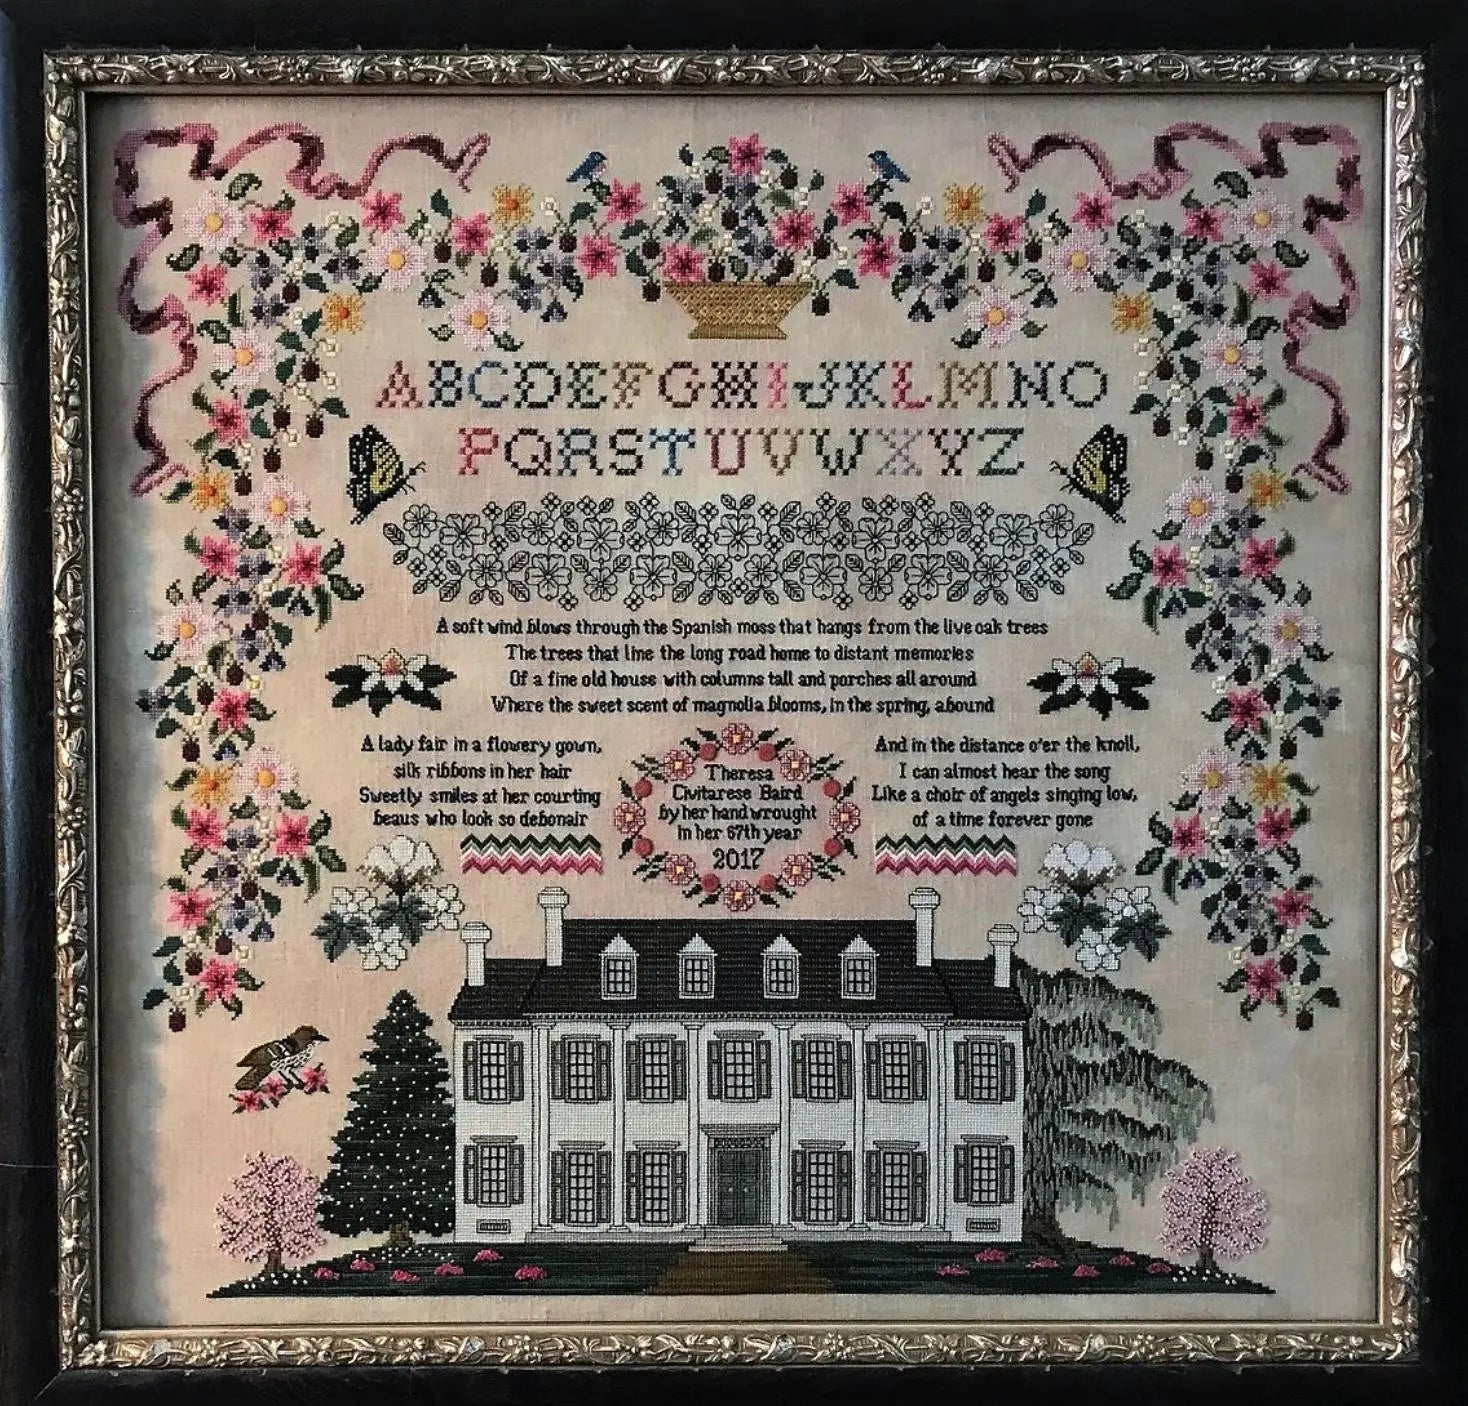 ABCDEFGHIJKLMNO
PQRSTUVWXYZ
A soft wind blows through the Spanish moss that hangs from the live oak trees
The trees that line the long road home to distant memories
Of a fine old house with columns tall and porches all around
Where the sweet scent of magnolia blooms, in the spring, abound
A lady fair in a flowery gown,
silk ribbons in her hair
Sweetly smiles at her courting
beaus who look so debonair
Theresa
Civitarese Baird
by her hand wrought
in her 67th year
2017
And in the distance o'er the knoll,
I can almost hear the song
Like a choir of angels singing low,
of a time forever gone